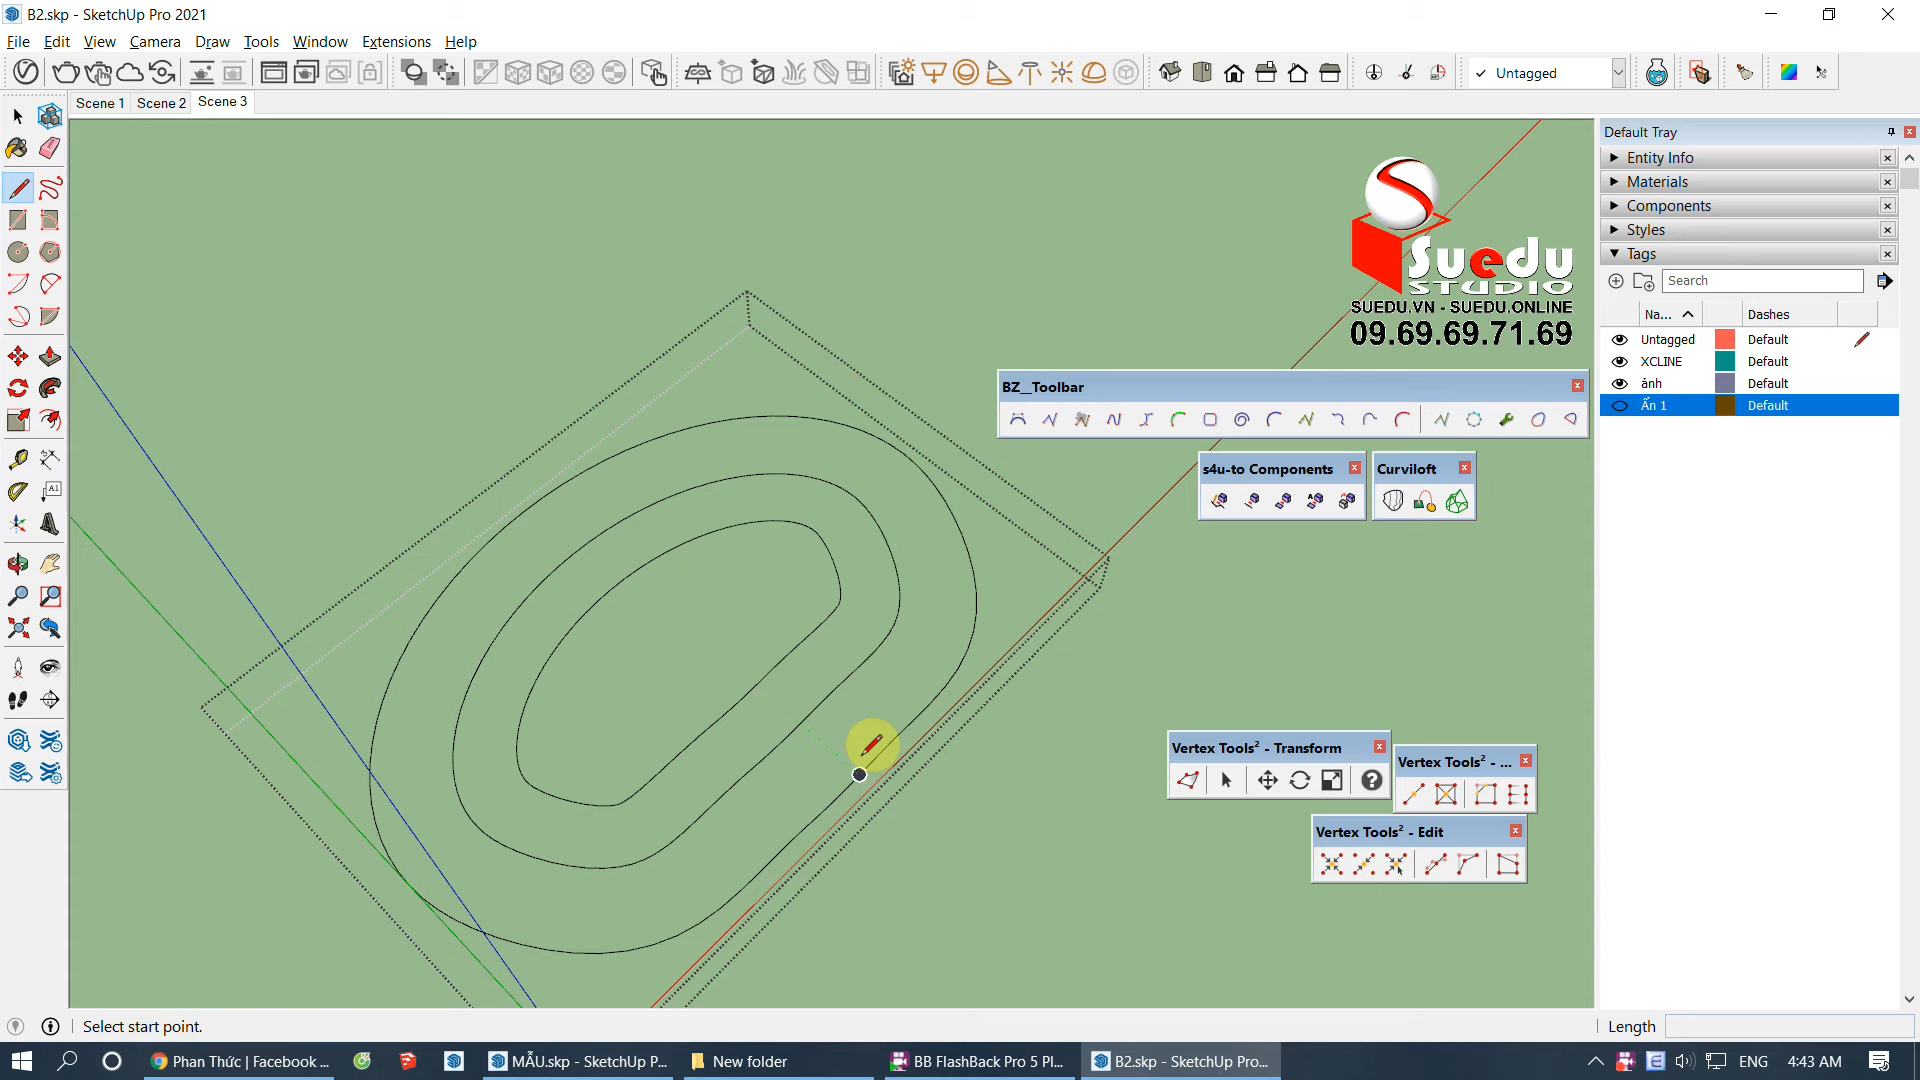 B2.skp - SketchUp Pro 2021
File Edit View Camera Draw Tools Window Extensions Help
Untagged
Scene 1 Scene 2 Scene 3
Default Tray
Entity Info
Materials
Components
Styles
Tags
Search
Na... Dashes
Untagged Default
XCLINE Default
ảnh Default
Ẩn 1 Default
Suedu
STUDIO
SUEDU.VN - SUEDU.ONLINE
09.69.69.71.69
BZ__Toolbar
s4u-to Components
Curviloft
Vertex Tools² - Transform
Vertex Tools² - ...
Vertex Tools² - Edit
Select start point.
Length
Phan Thức | Facebook ...
MẪU.skp - SketchUp P...
New folder
BB FlashBack Pro 5 Pl...
B2.skp - SketchUp Pro...
ENG
4:43 AM